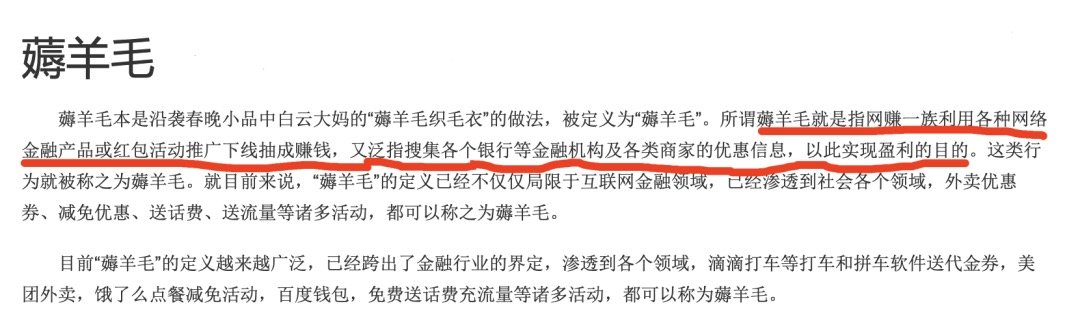 薅羊毛
薅羊毛本是沿袭春晚小品中白云大妈的“薅羊毛织毛衣”的做法，被定义为“薅羊毛”。所谓薅羊毛就是指网赚一族利用各种网络
金融产品或红包活动推广下线抽成赚钱，又泛指搜集各个银行等金融机构及各类商家的优惠信息，以此实现盈利的目的。这类行
为就被称之为薅羊毛。就目前来说，“薅羊毛”的定义已经不仅仅局限于互联网金融领域，已经渗透到社会各个领域，外卖优惠
券、减免优惠、送话费、送流量等诸多活动，都可以称之为薅羊毛。
目前“薅羊毛”的定义越来越广泛，已经跨出了金融行业的界定，渗透到各个领域，滴滴打车等打车和拼车软件送代金券，美
团外卖，饿了么点餐减免活动，百度钱包，免费送话费充流量等诸多活动，都可以称为薅羊毛。